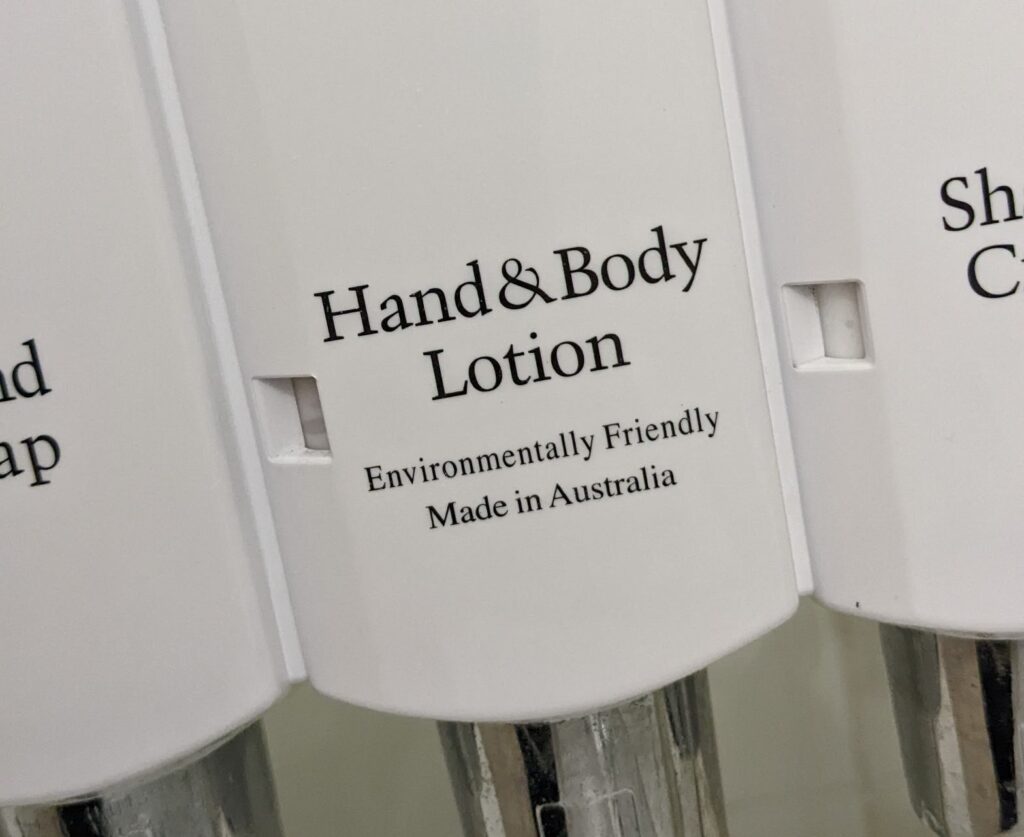 Hand & Body
Lotion
Environmentally Friendly
Made in Australia